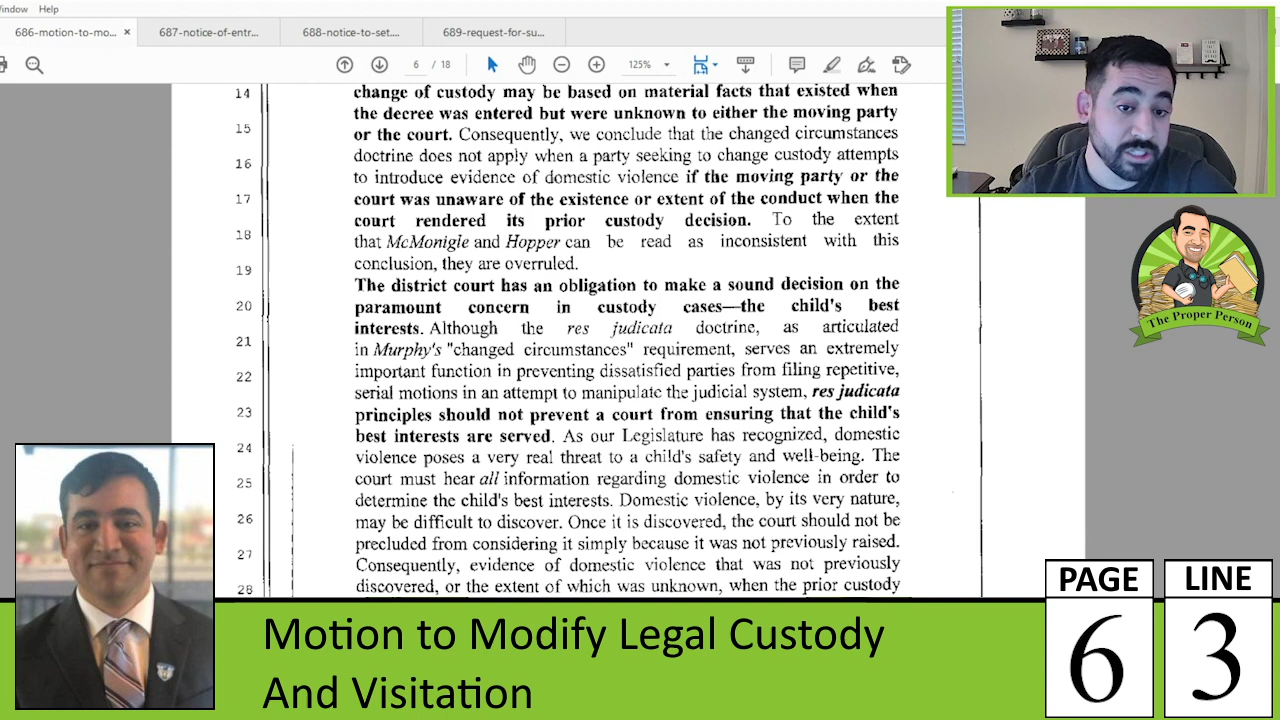 indow Help
686-motion-to-mo... × 687-notice-of-entr... 688-notice-to-set.... 689-request-for-su...
6 / 18 125%
14 change of custody may be based on material facts that existed when
the decree was entered but were unknown to either the moving party
15 or the court. Consequently, we conclude that the changed circumstances
16 doctrine does not apply when a party seeking to change custody attempts
to introduce evidence of domestic violence if the moving party or the
17 court was unaware of the existence or extent of the conduct when the
court rendered its prior custody decision. To the extent
18 that McMonigle and Hopper can be read as inconsistent with this
19 conclusion, they are overruled.
The district court has an obligation to make a sound decision on the
20 paramount concern in custody cases—the child's best
interests. Although the res judicata doctrine, as articulated
21 in Murphy's "changed circumstances" requirement, serves an extremely
22 important function in preventing dissatisfied parties from filing repetitive,
serial motions in an attempt to manipulate the judicial system, res judicata
23 principles should not prevent a court from ensuring that the child's
24 best interests are served. As our Legislature has recognized, domestic
violence poses a very real threat to a child's safety and well-being. The
25 court must hear all information regarding domestic violence in order to
determine the child's best interests. Domestic violence, by its very nature,
26 may be difficult to discover. Once it is discovered, the court should not be
27 precluded from considering it simply because it was not previously raised.
Consequently, evidence of domestic violence that was not previously
28 discovered, or the extent of which was unknown, when the prior custody
The Proper Person
PAGE
6
LINE
3
Motion to Modify Legal Custody
And Visitation